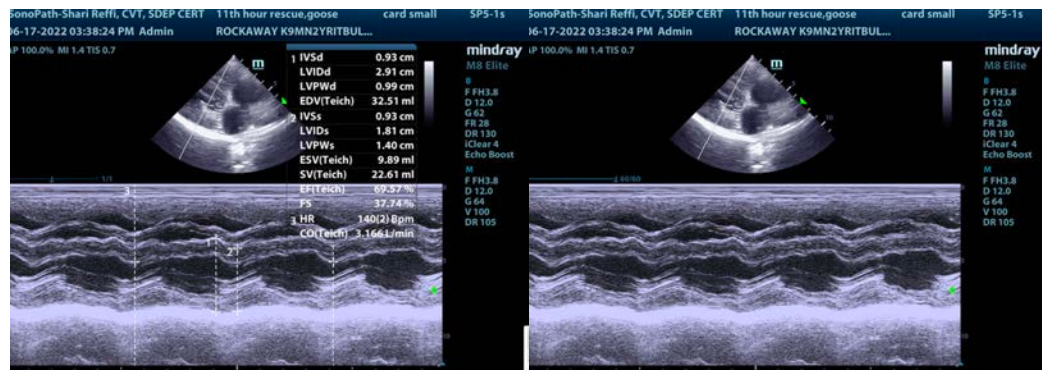 SonoPath-Shari Reffi, CVT, SDEP CERT 11th hour rescue,goose card small SP5-1s
06-17-2022 03:38:24 PM Admin ROCKAWAY K9MN2YRITBUL...
AP 100.0% MI 1.4 TIS 0.7
mindray
M8 Elite
m
1 IVSd 0.93 cm
LVIDd 2.91 cm
LVPWd 0.99 cm
EDV(Teich) 32.51 ml
2 IVSs 0.93 cm
LVIDs 1.81 cm
LVPWs 1.40 cm
ESV(Teich) 9.89 ml
SV(Teich) 22.61 ml
EF(Teich) 69.57 %
FS 37.74 %
3 HR 140(2) Bpm
CO(Teich) 3.166 L/min
B
F FH3.8
D 12.0
G 62
FR 28
DR 130
iClear 4
Echo Boost
M
F FH3.8
D 12.0
G 64
V 100
DR 105
1/1
3
1
2
SonoPath-Shari Reffi, CVT, SDEP CERT 11th hour rescue,goose card small SP5-1s
06-17-2022 03:38:24 PM Admin ROCKAWAY K9MN2YRITBUL...
AP 100.0% MI 1.4 TIS 0.7
mindray
M8 Elite
m
10
B
F FH3.8
D 12.0
G 62
FR 28
DR 130
iClear 4
Echo Boost
M
F FH3.8
D 12.0
G 64
V 100
DR 105
60/60